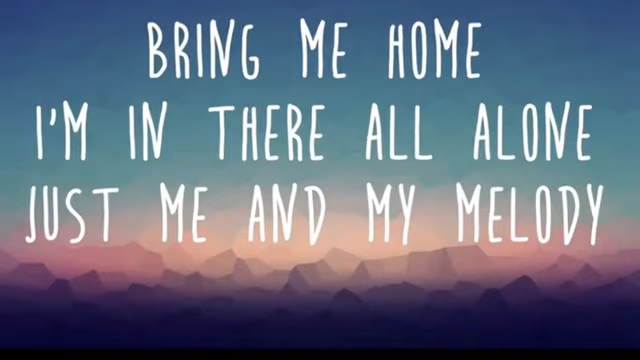 BRING ME HOME
I'M IN THERE ALL ALONE
JUST ME AND MY MELODY